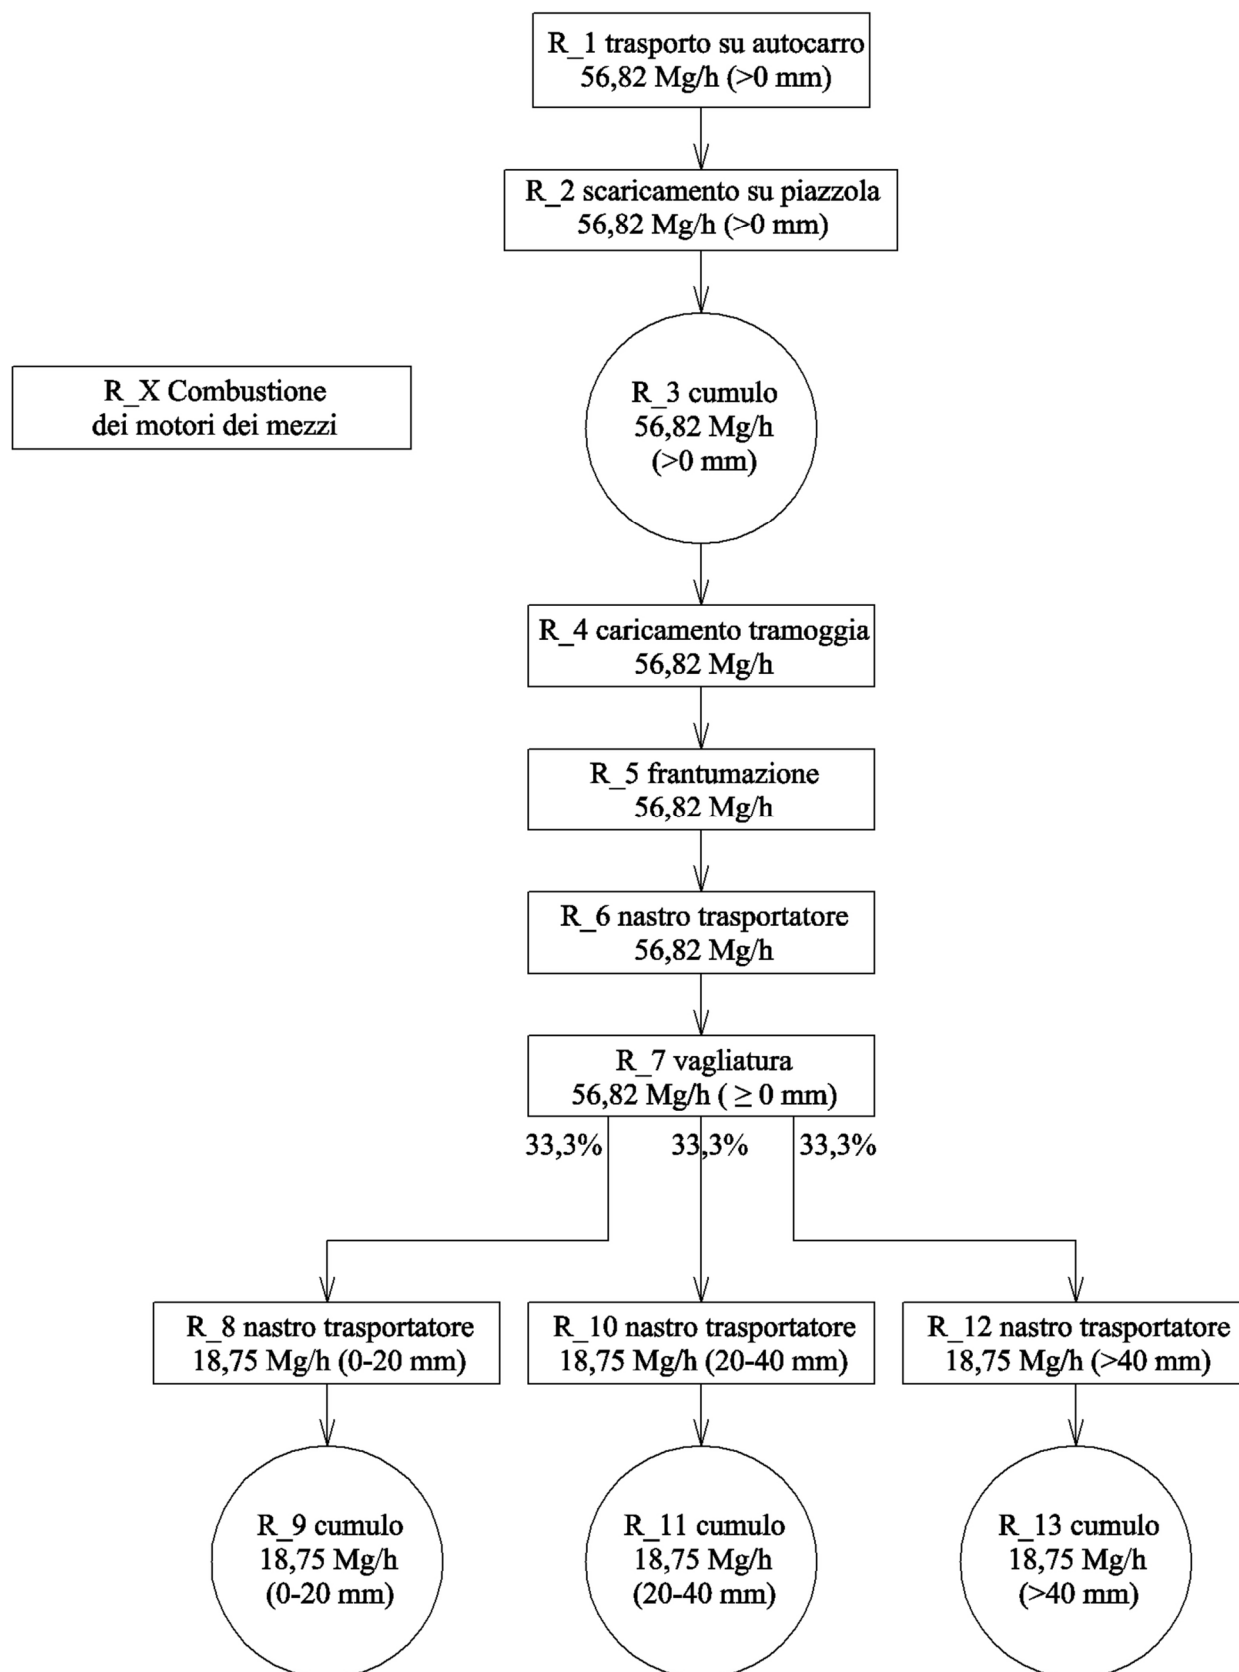 R_1 trasporto su autocarro
56,82 Mg/h (>0 mm)
R_2 scaricamento su piazzola
56,82 Mg/h (>0 mm)
R_X Combustione
dei motori dei mezzi
R_3 cumulo
56,82 Mg/h
(>0 mm)
R_4 caricamento tramoggia
56,82 Mg/h
R_5 frantumazione
56,82 Mg/h
R_6 nastro trasportatore
56,82 Mg/h
R_7 vagliatura
56,82 Mg/h ( ≥ 0 mm)
33,3%
33,3%
33,3%
R_8 nastro trasportatore
18,75 Mg/h (0-20 mm)
R_10 nastro trasportatore
18,75 Mg/h (20-40 mm)
R_12 nastro trasportatore
18,75 Mg/h (>40 mm)
R_9 cumulo
18,75 Mg/h
(0-20 mm)
R_11 cumulo
18,75 Mg/h
(20-40 mm)
R_13 cumulo
18,75 Mg/h
(>40 mm)